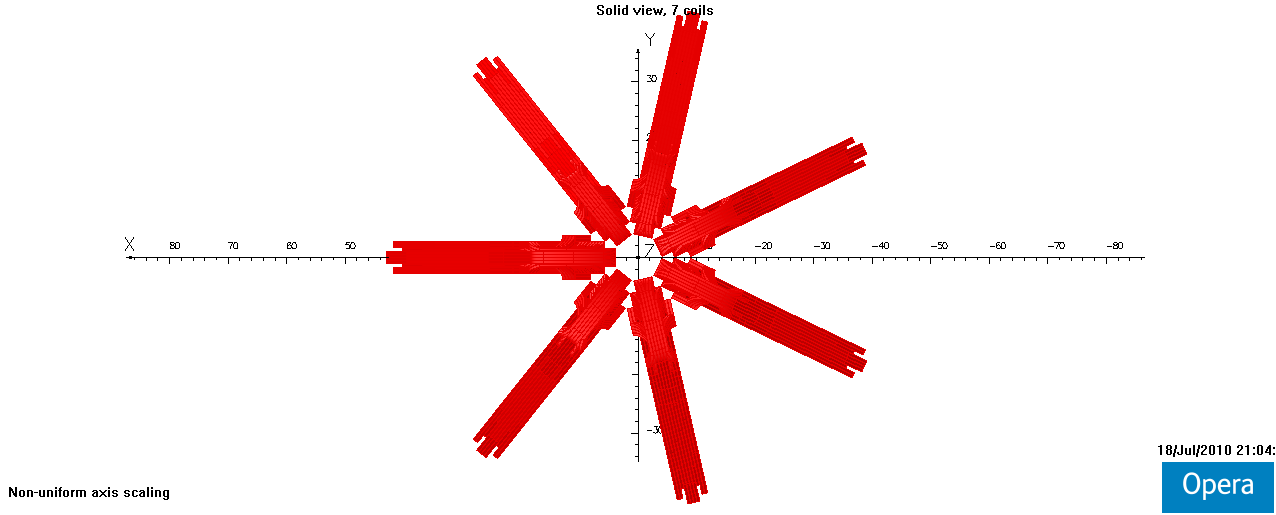 Solid view, 7 coils
Y
30
X 80 70 60 50 -20 -30 -40 -50 -60 -70 -80
-30
18/Jul/2010 21:04:
Opera
Non-uniform axis scaling